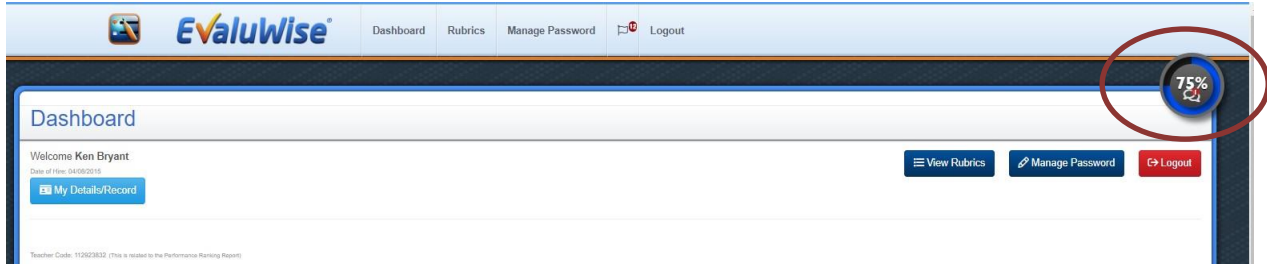 EvaluWise® Dashboard Rubrics Manage Password 12 Logout
75%
Dashboard
Welcome Ken Bryant
Date of Hire: 04/08/2015
View Rubrics Manage Password Logout
My Details/Record
Teacher Code: 112923832 (This is related to the Performance Ranking Report)